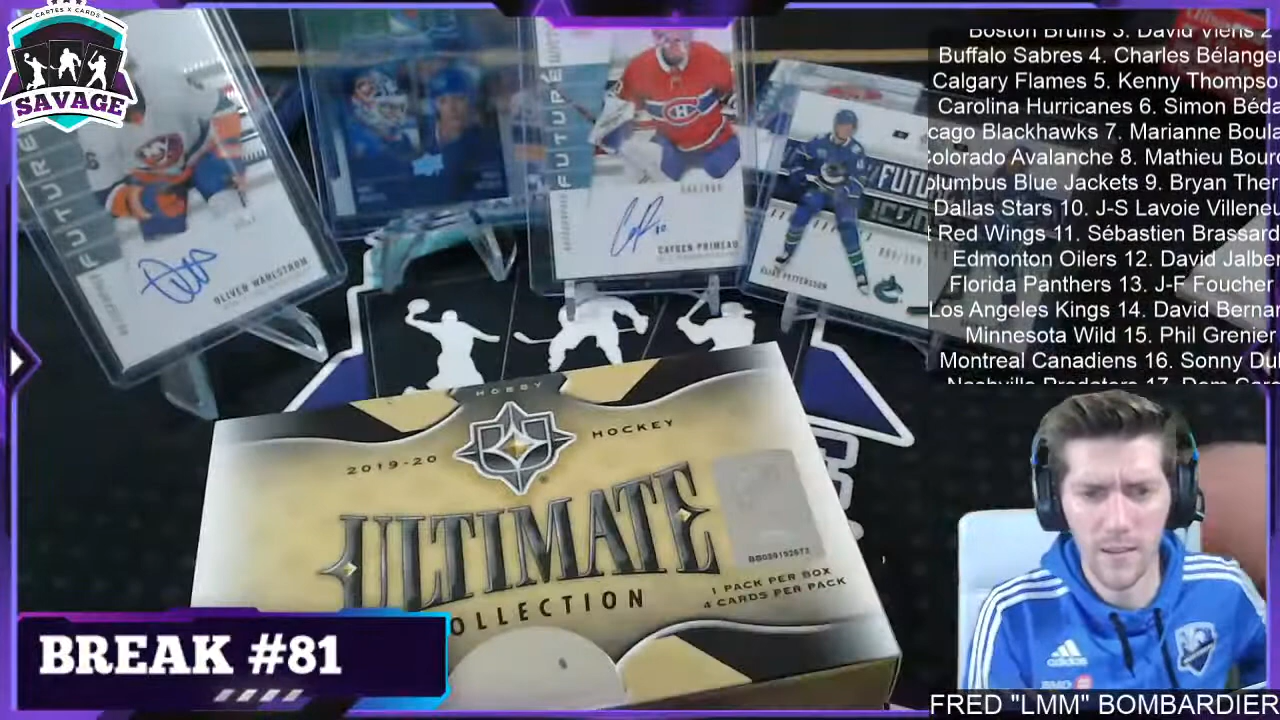 CARTES X CARDS
SAVAGE
FUTURE
OLIVER WAHLSTROM
FUTURE
CAYDEN PRIMEAU
FUTU
ELIAS PETTERSSON
Boston Bruins 3. David Viens 2
Buffalo Sabres 4. Charles Bélange
Calgary Flames 5. Kenny Thompso
Carolina Hurricanes 6. Simon Béda
cago Blackhawks 7. Marianne Boula
olorado Avalanche 8. Mathieu Bour
olumbus Blue Jackets 9. Bryan Ther
Dallas Stars 10. J-S Lavoie Villeneu
t Red Wings 11. Sébastien Brassard
Edmonton Oilers 12. David Jalber
Florida Panthers 13. J-F Foucher
Los Angeles Kings 14. David Bernar
Minnesota Wild 15. Phil Grenier
Montreal Canadiens 16. Sonny Du
HOBBY
2019-20
HOCKEY
ULTIMATE
OLLECTION
1 PACK PER BOX
4 CARDS PER PACK
BREAK #81
adidas
FRED "LMM" BOMBARDIER